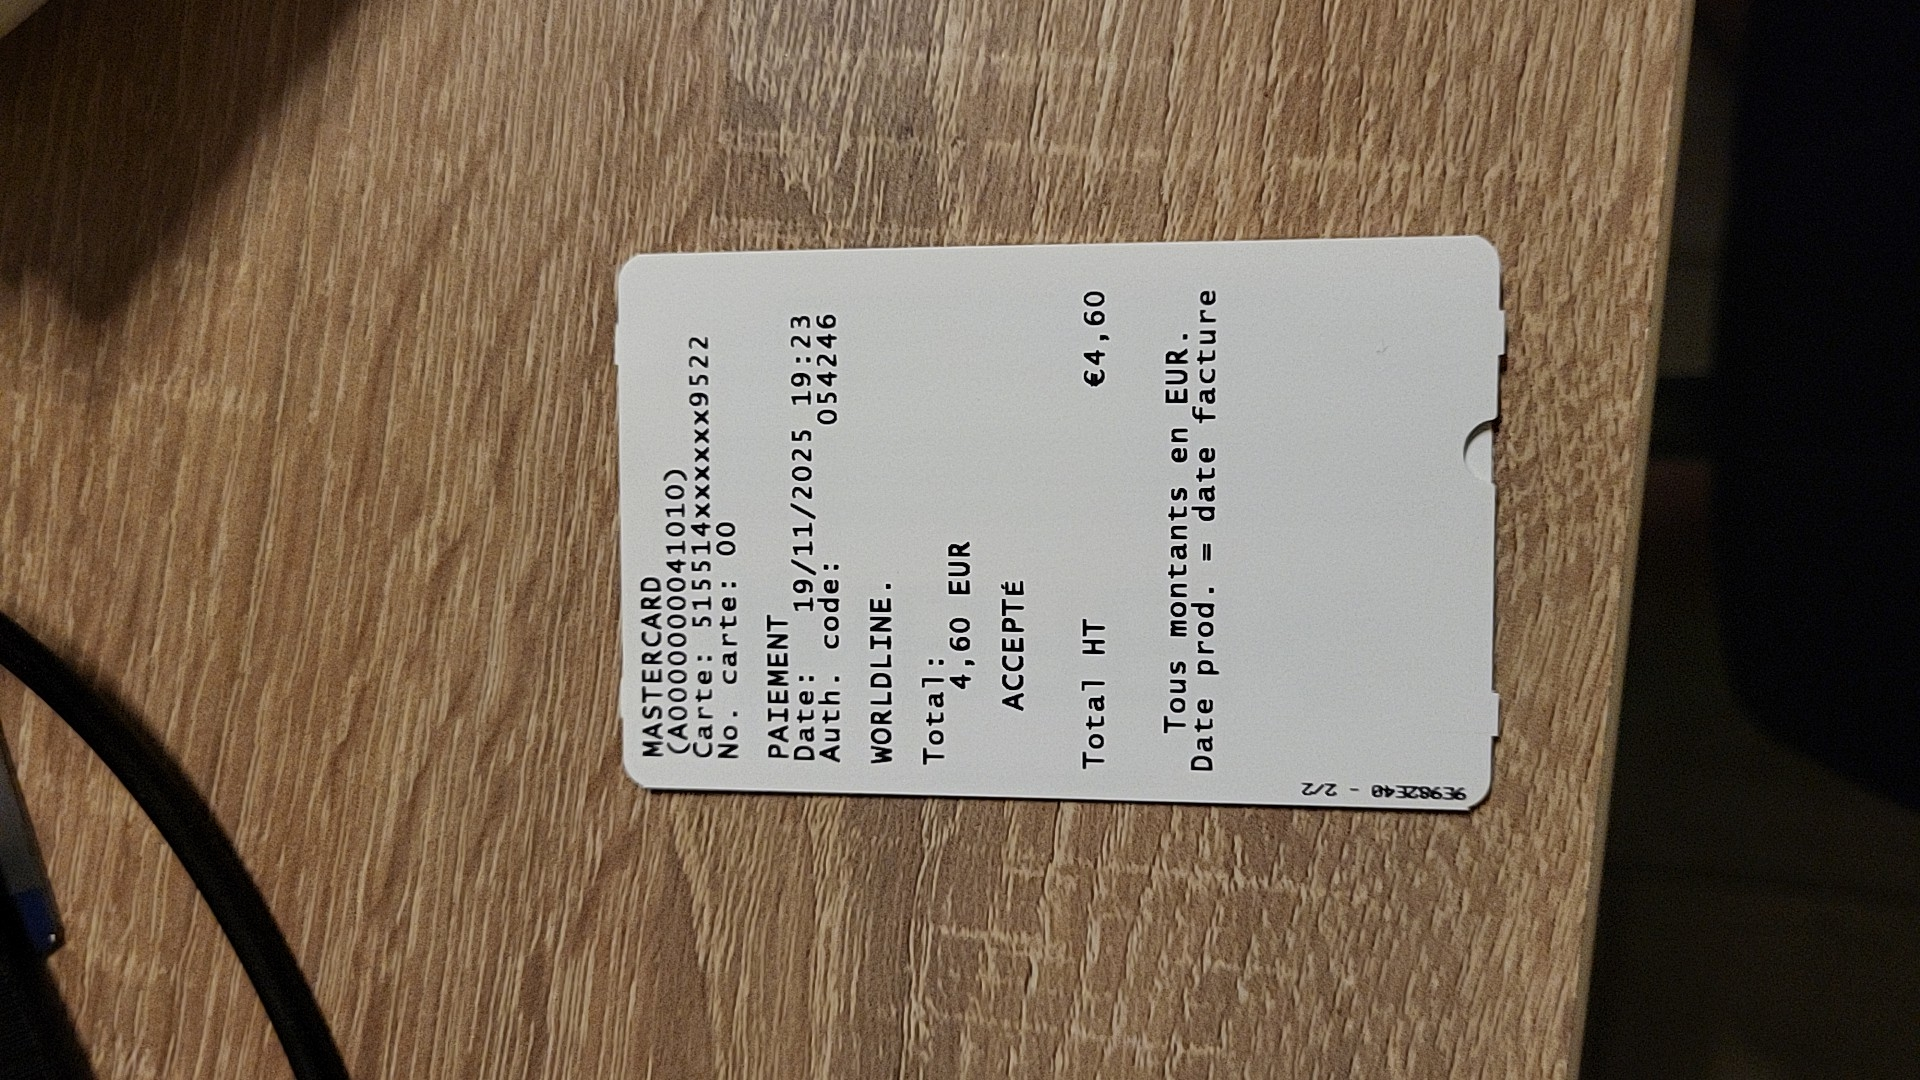 MASTERCARD
(A0000000041010)
Carte: 515514xxxxxx9522
No. carte: 00
PAIEMENT
Date: 19/11/2025 19:23
Auth. code: 054246
WORLDLINE.
Total:
4,60 EUR
ACCEPTÉ
Total HT €4,60
Tous montants en EUR.
Date prod. = date facture
9E982E40 - 2/2